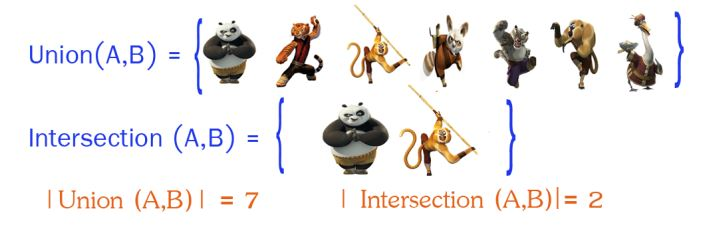 Union(A,B) = { }
Intersection (A,B) = { }
| Union (A,B) | = 7 | Intersection (A,B)|= 2